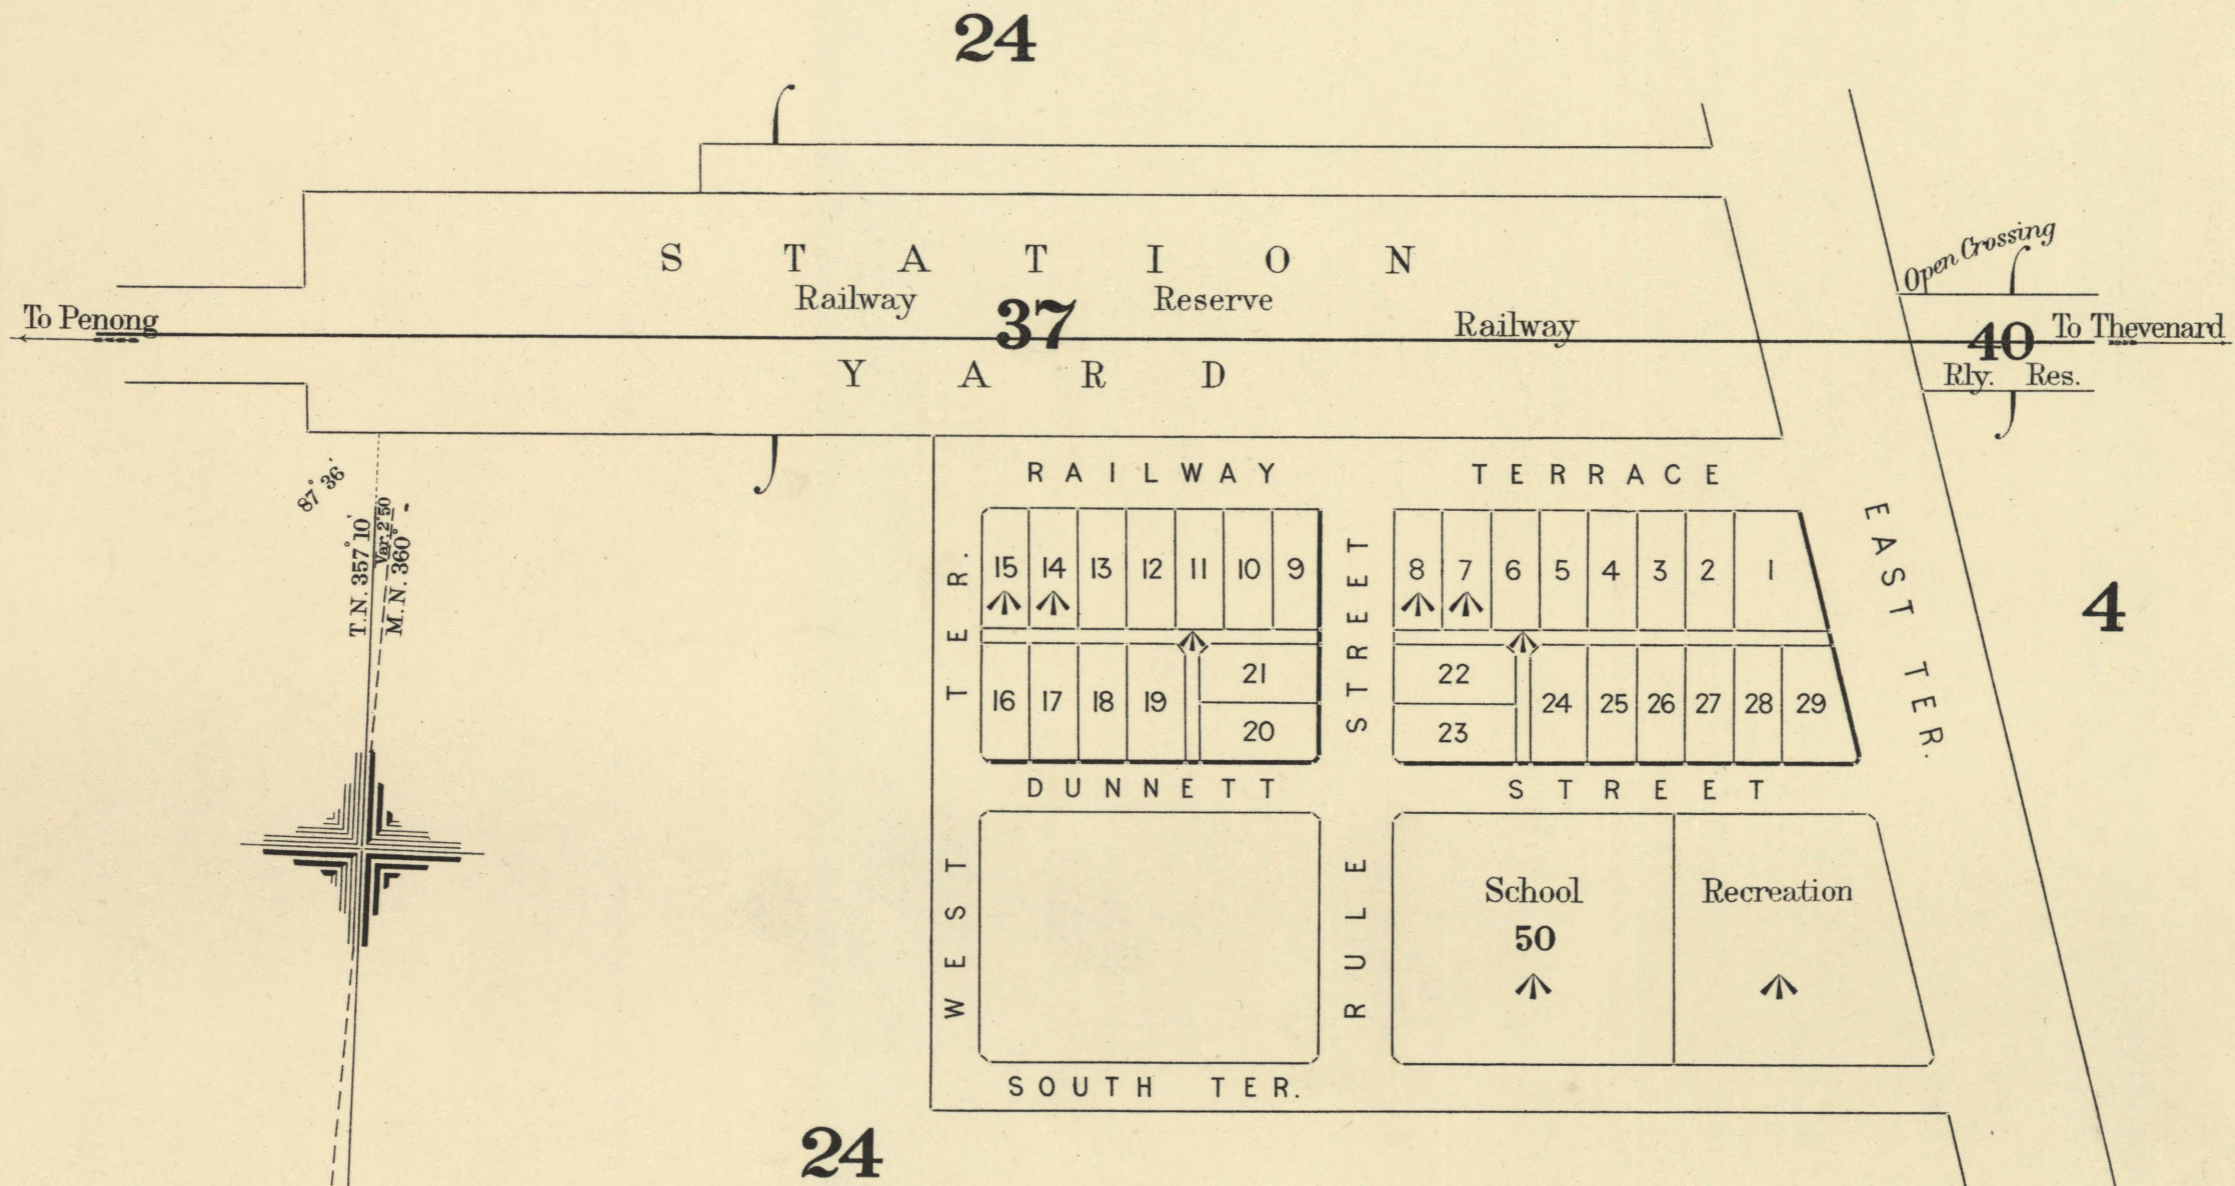 24
STATION
Railway 37 Reserve
Railway
YARD
To Penong
Open Crossing
40 To Thevenard
Rly. Res.
87° 36'
T.N. 357° 10'
Var. 2° 50'
M.N. 360°
RAILWAY TERRACE
15 14 13 12 11 10 9
8 7 6 5 4 3 2 1
16 17 18 19 21
20
22
23
24 25 26 27 28 29
WEST TER.
RULE STREET
EAST TER.
4
DUNNETT STREET
School
50
Recreation
SOUTH TER.
24